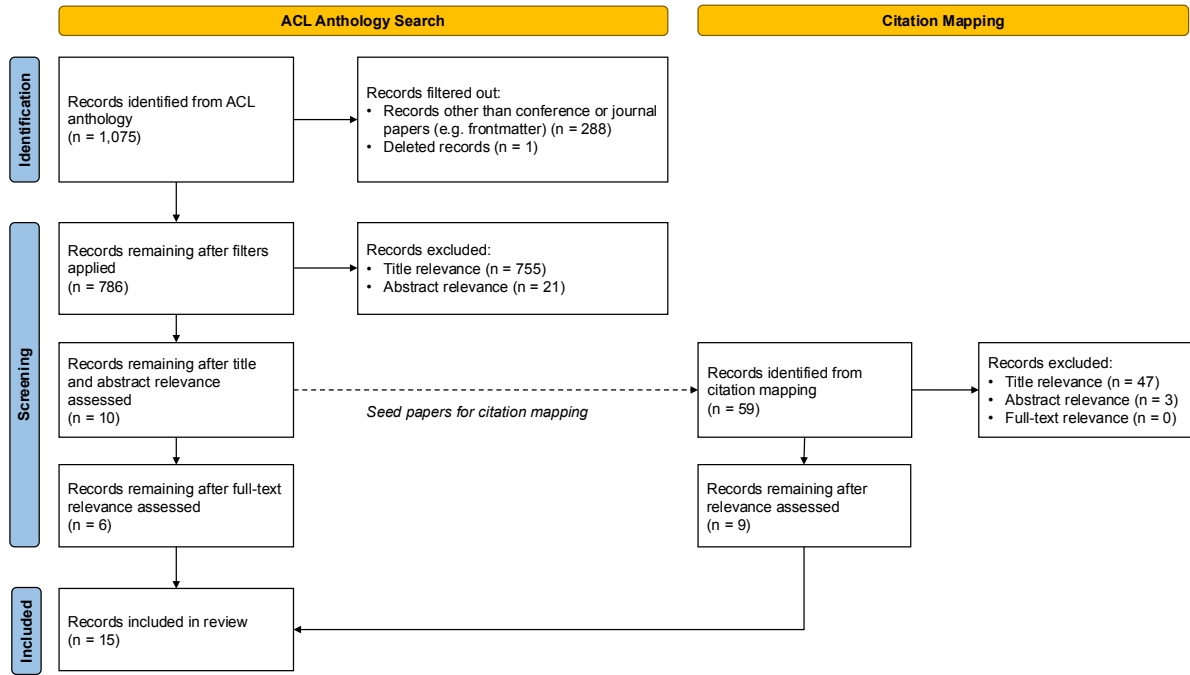 ACL Anthology Search
Citation Mapping
Identification
Records identified from ACL
anthology
(n = 1,075)
Records filtered out:
• Records other than conference or journal
papers (e.g. frontmatter) (n = 288)
• Deleted records (n = 1)
Screening
Records remaining after filters
applied
(n = 786)
Records excluded:
• Title relevance (n = 755)
• Abstract relevance (n = 21)
Records remaining after title
and abstract relevance
assessed
(n = 10)
Seed papers for citation mapping
Records identified from
citation mapping
(n = 59)
Records excluded:
• Title relevance (n = 47)
• Abstract relevance (n = 3)
• Full-text relevance (n = 0)
Records remaining after full-text
relevance assessed
(n = 6)
Records remaining after
relevance assessed
(n = 9)
Included
Records included in review
(n = 15)